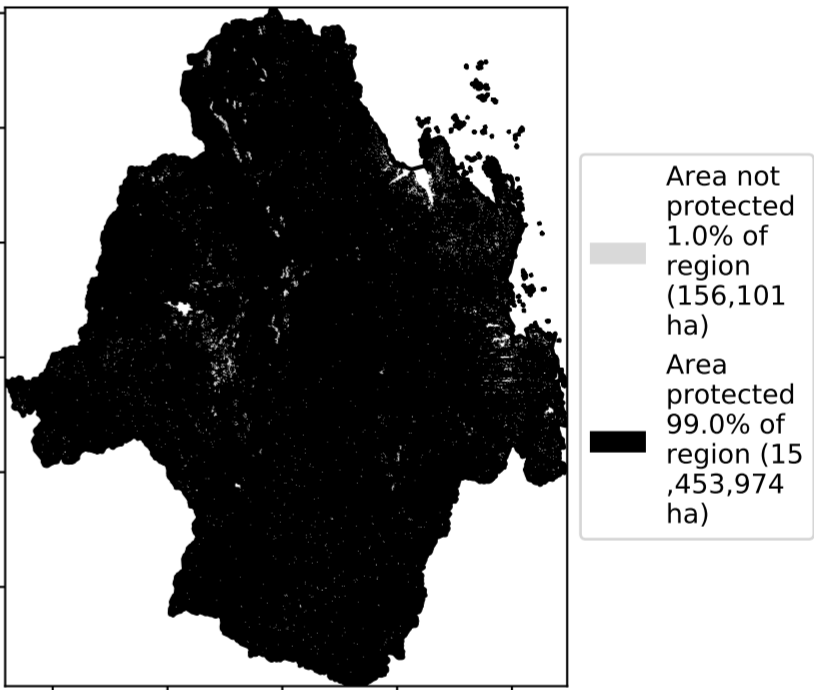 Area not
protected
1.0% of
region
(156,101
ha)
Area
protected
99.0% of
region (15
,453,974
ha)